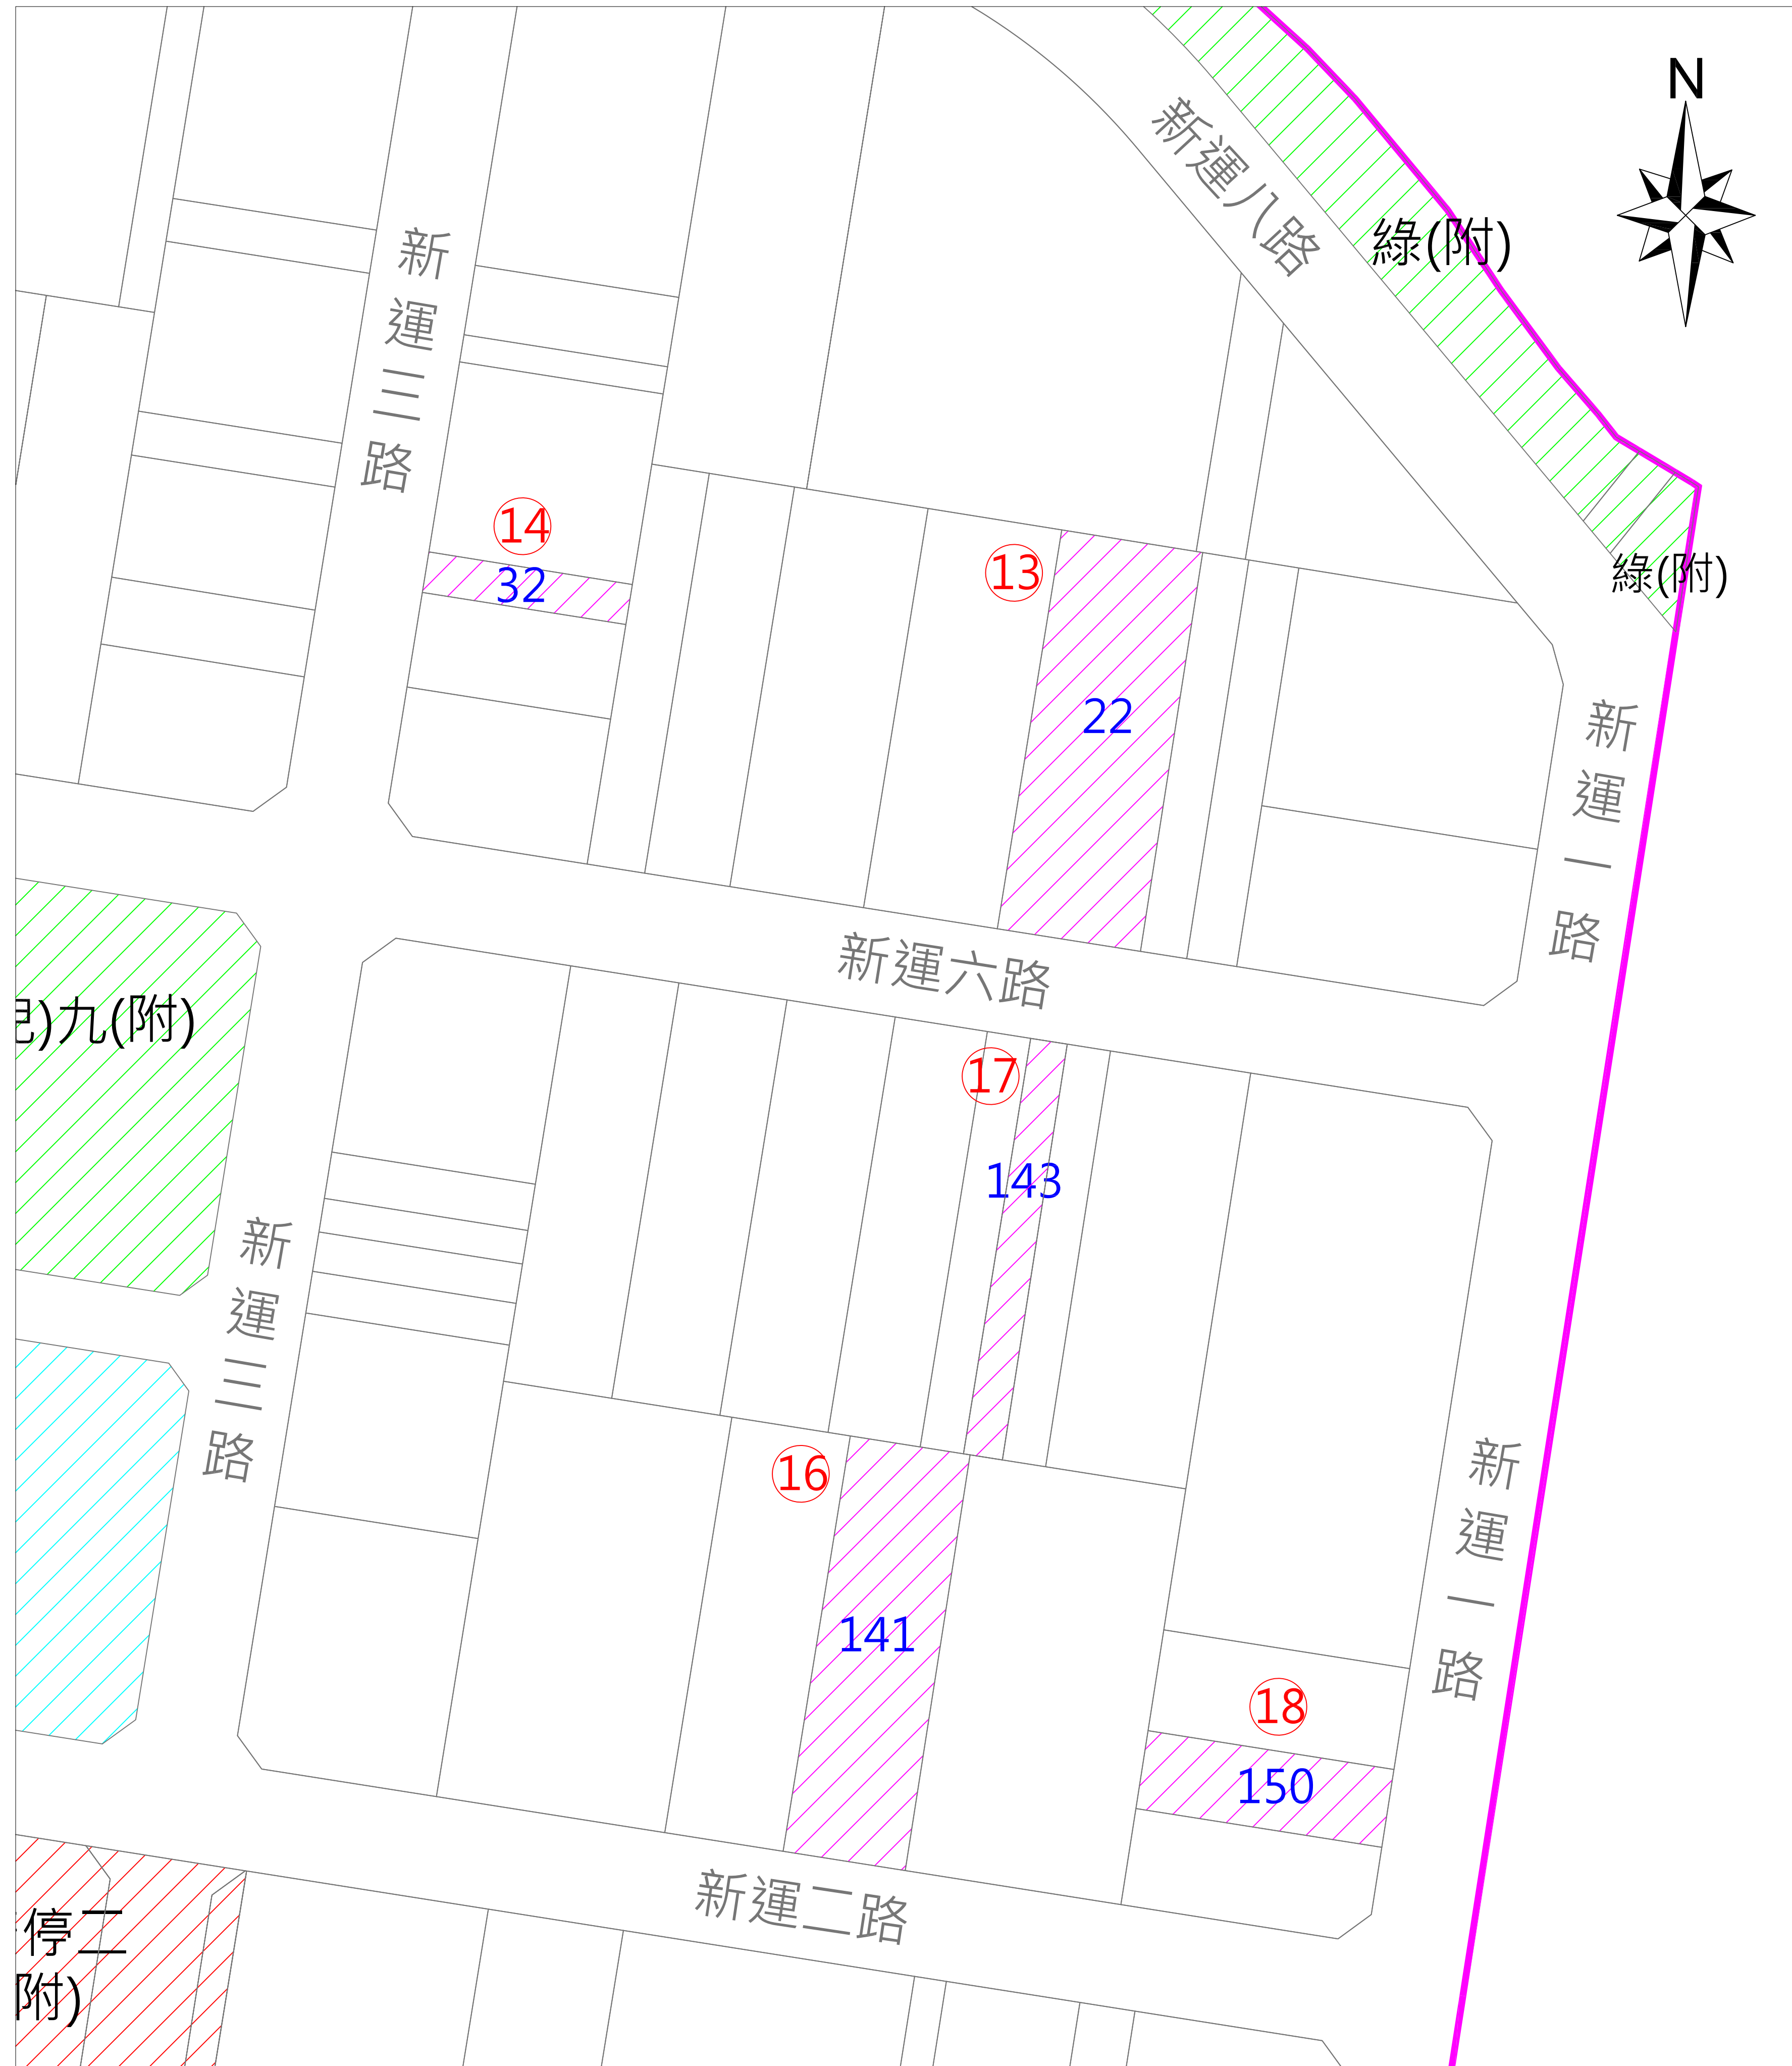 N
新運八路
綠(附)
新運三路
14
32
13
22
綠(附)
新運一路
新運六路
)九(附)
17
143
新運三路
16
141
新運一路
18
150
新運二路
停二
附)